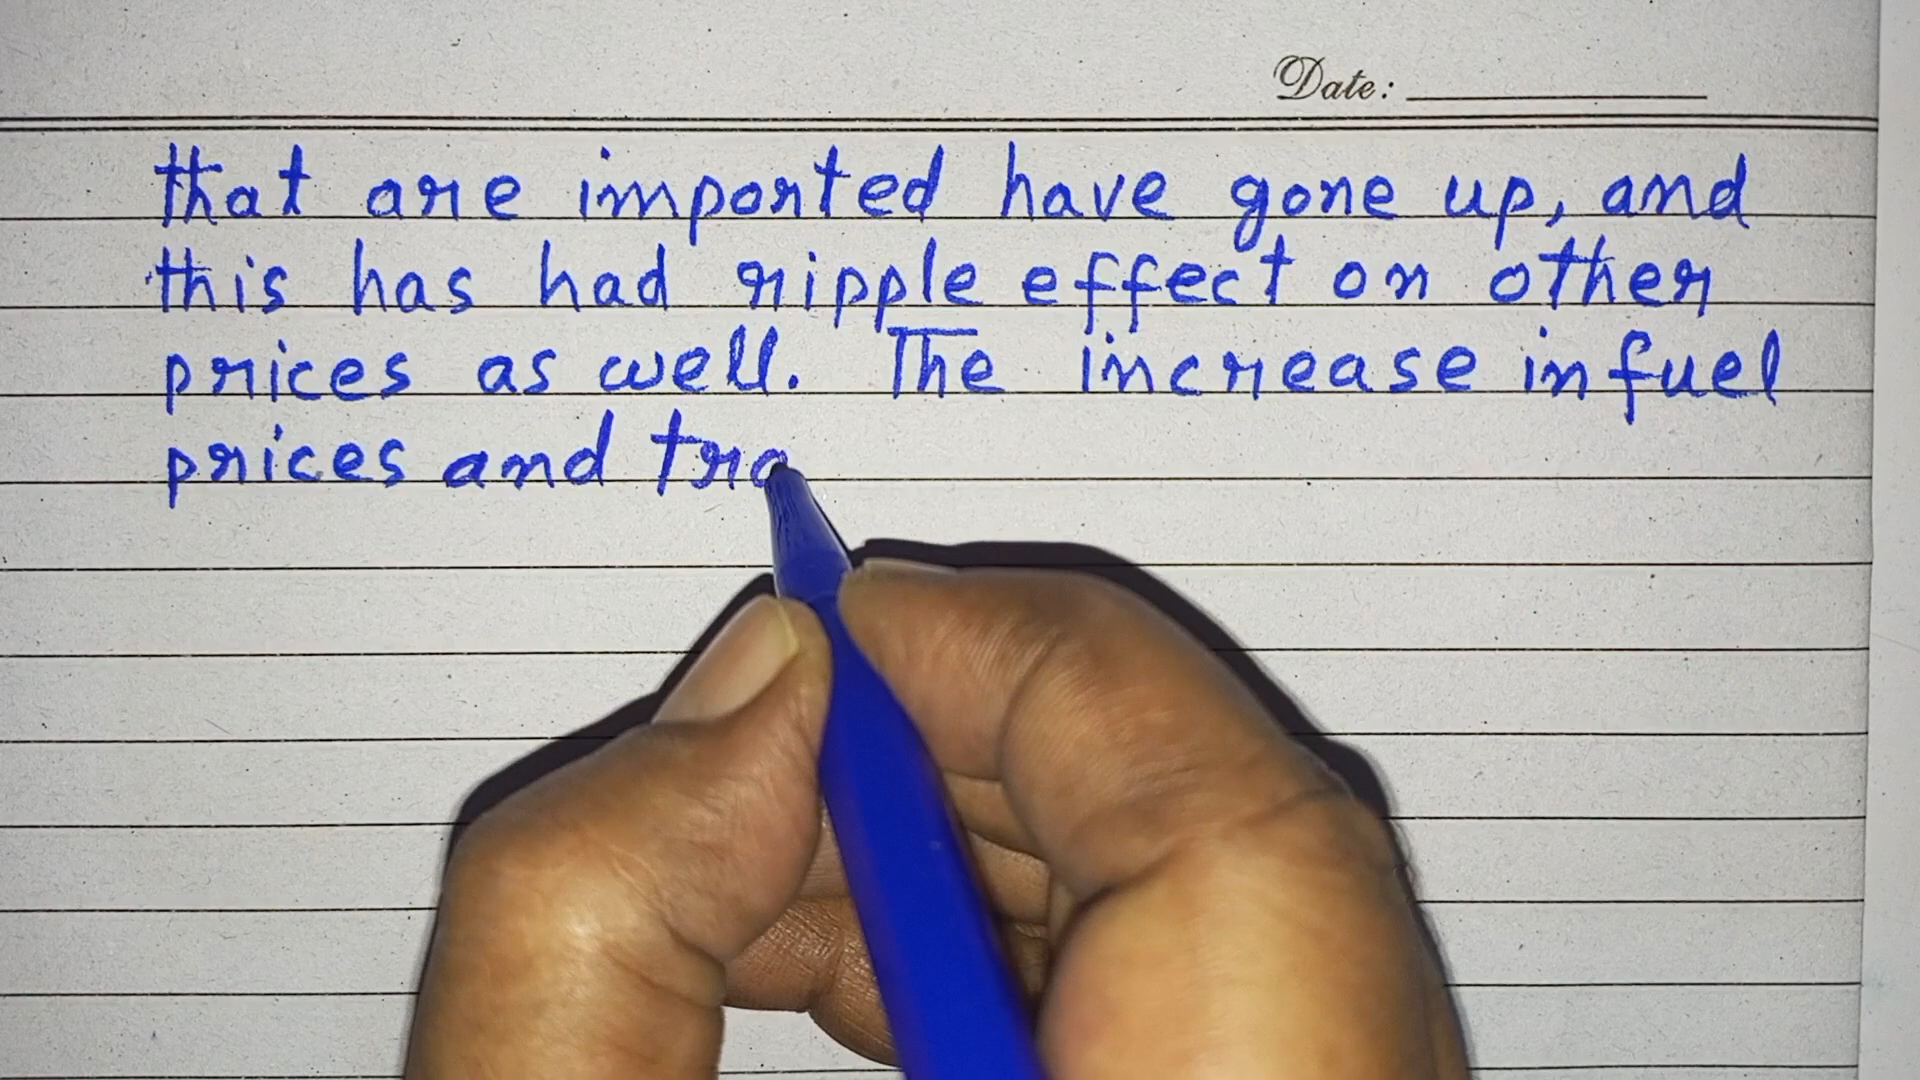 Date:
that are imported have gone up, and
this has had ripple effect on other
prices as well. The increase in fuel
prices and tra